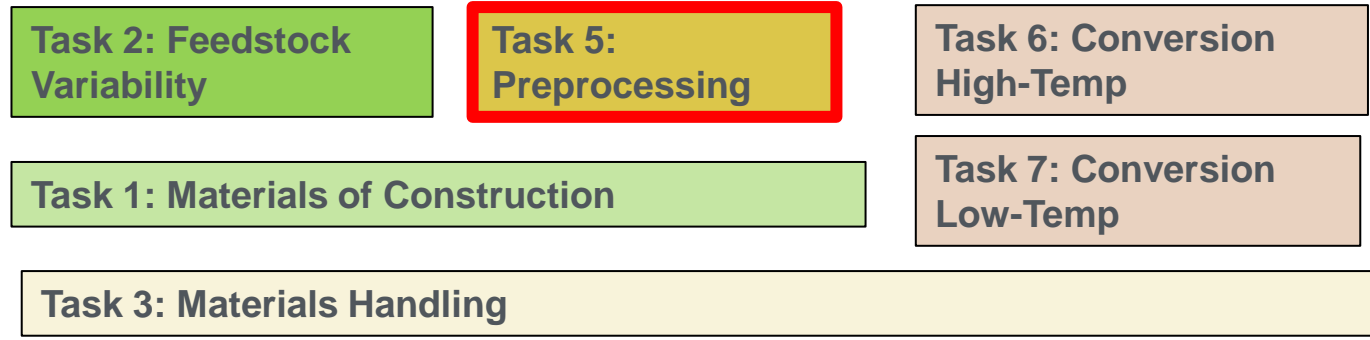 Task 2: Feedstock
Variability
Task 5:
Preprocessing
Task 6: Conversion
High-Temp
Task 1: Materials of Construction
Task 7: Conversion
Low-Temp
Task 3: Materials Handling